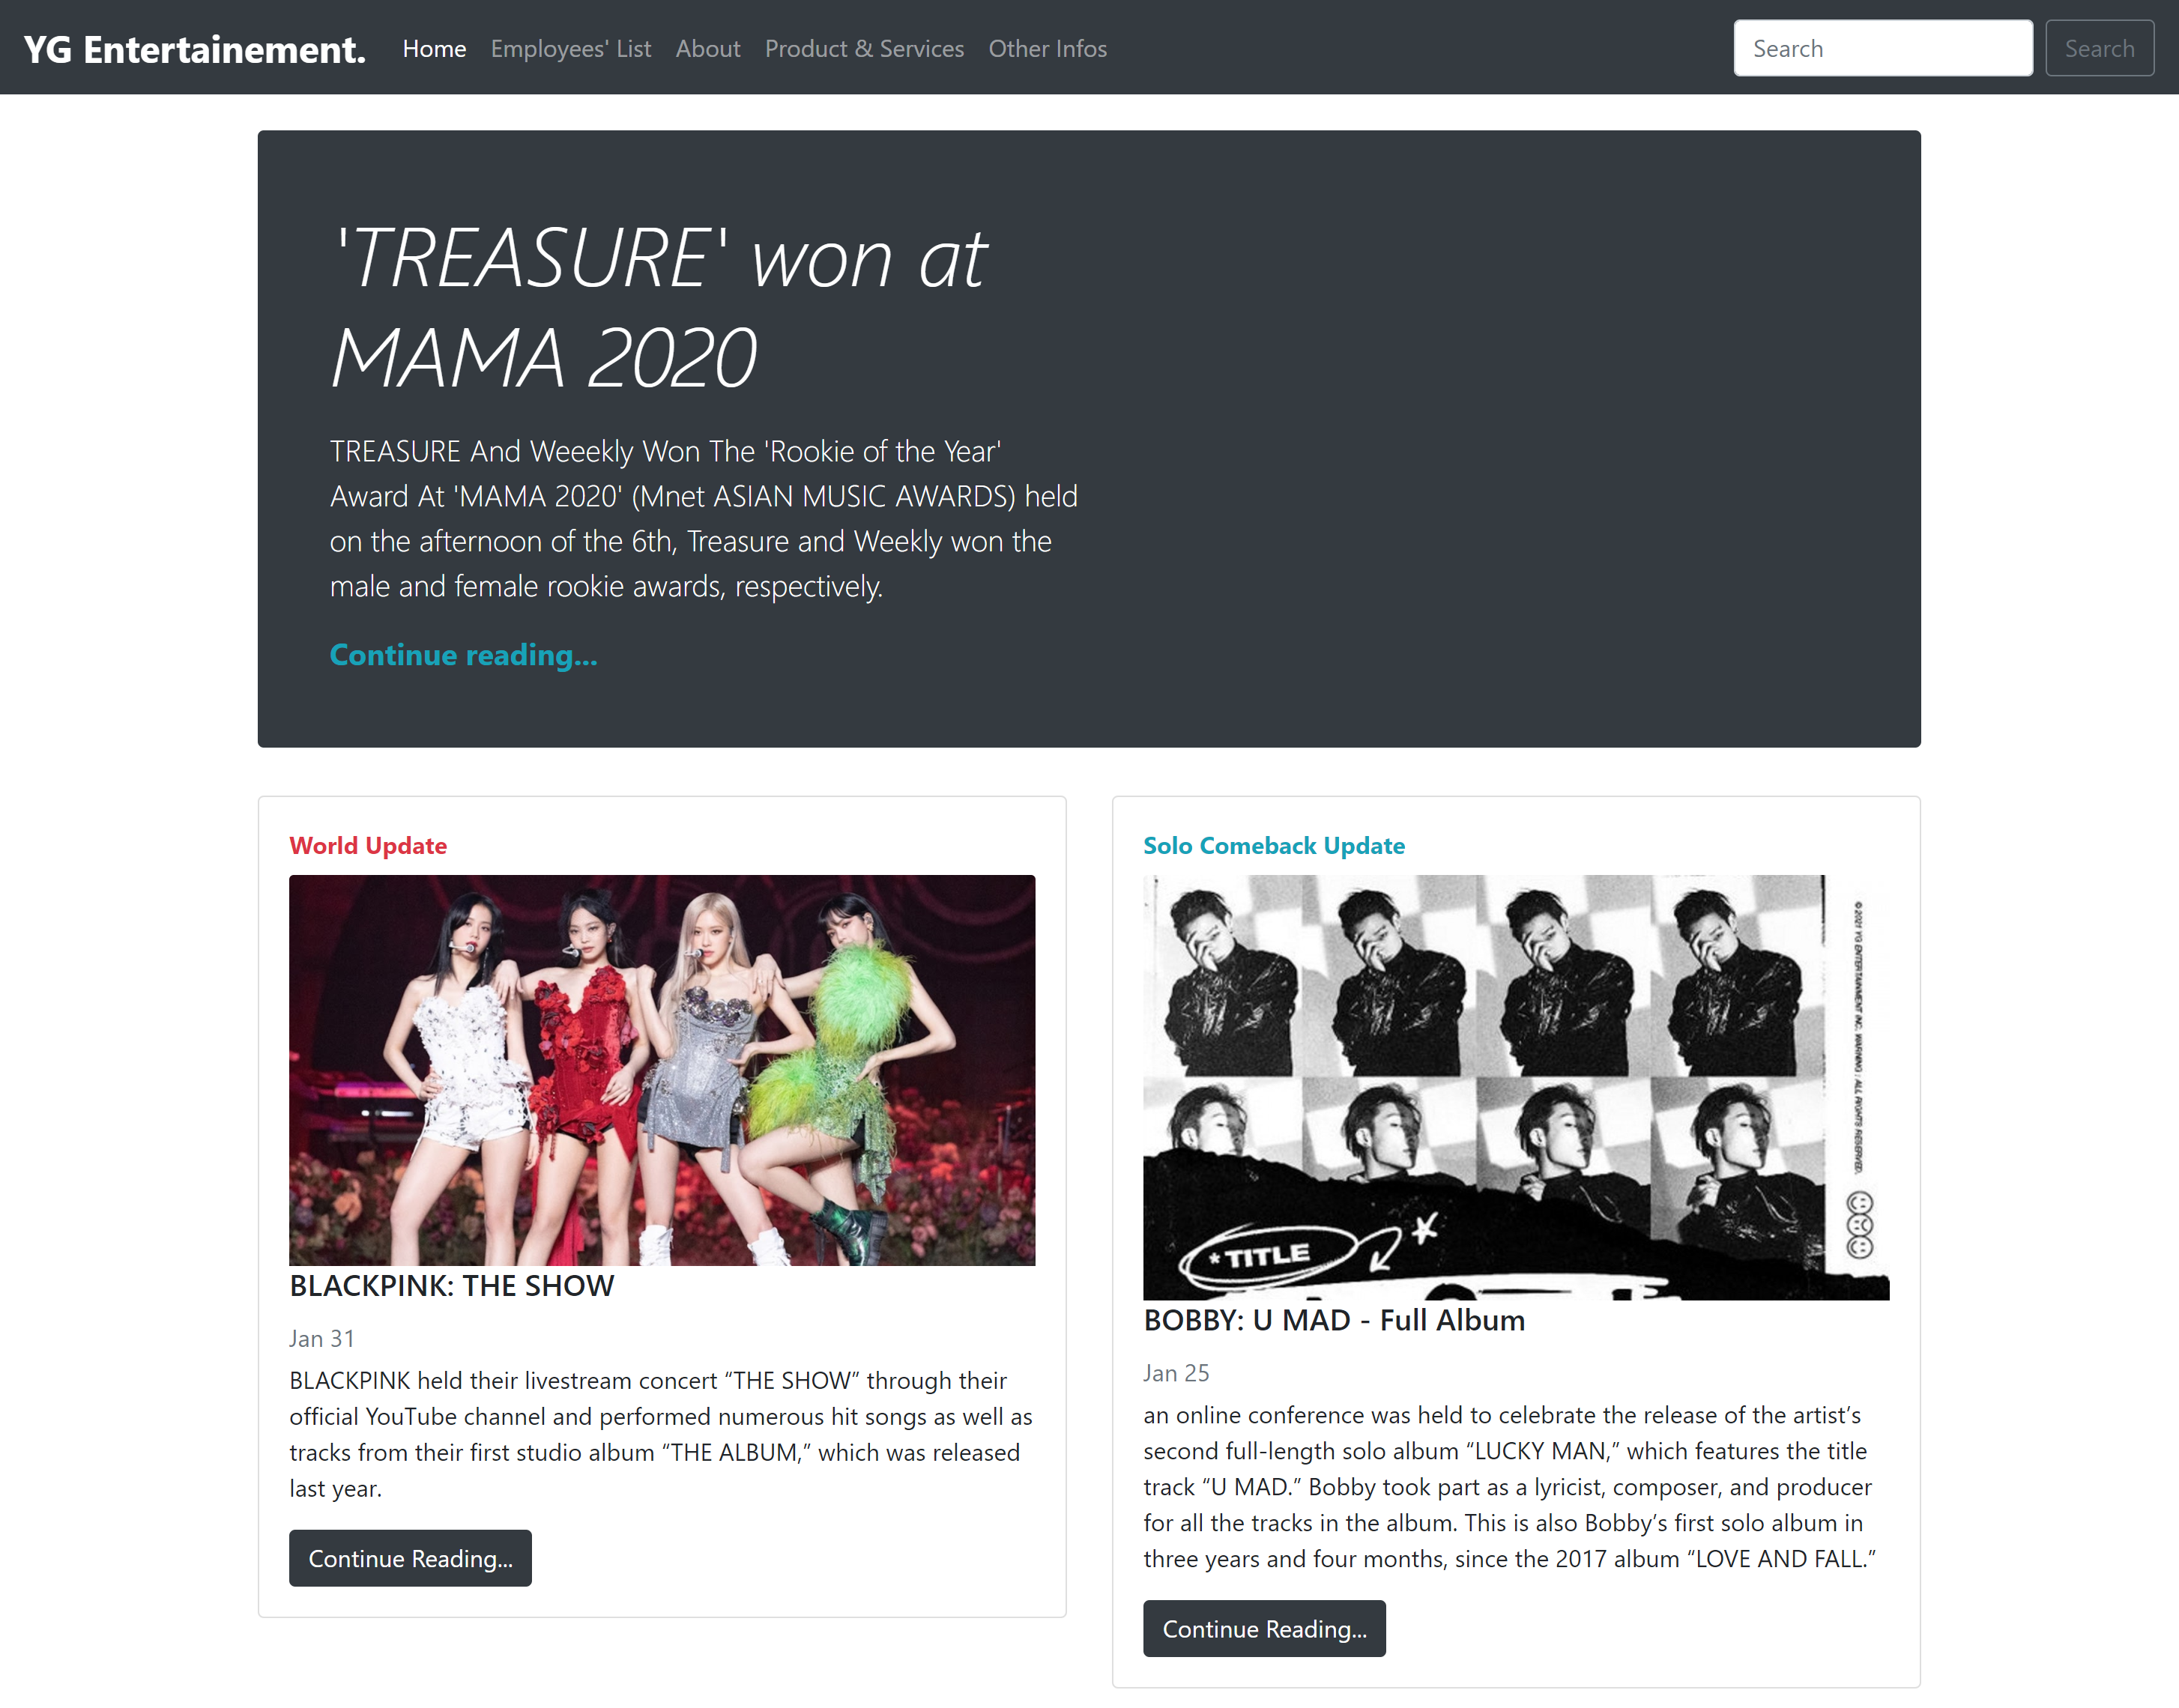 YG Entertainement. Home Employees' List About Product & Services Other Infos Search Search
'TREASURE' won at
MAMA 2020
TREASURE And Weeekly Won The 'Rookie of the Year'
Award At 'MAMA 2020' (Mnet ASIAN MUSIC AWARDS) held
on the afternoon of the 6th, Treasure and Weekly won the
male and female rookie awards, respectively.
Continue reading...
World Update
BLACKPINK: THE SHOW
Jan 31
BLACKPINK held their livestream concert “THE SHOW” through their
official YouTube channel and performed numerous hit songs as well as
tracks from their first studio album “THE ALBUM,” which was released
last year.
Continue Reading...
Solo Comeback Update
© 2021 YG ENTERTAINMENT INC. WARNING : ALL RIGHTS RESERVED.
*TITLE
BOBBY: U MAD - Full Album
Jan 25
an online conference was held to celebrate the release of the artist’s
second full-length solo album “LUCKY MAN,” which features the title
track “U MAD.” Bobby took part as a lyricist, composer, and producer
for all the tracks in the album. This is also Bobby’s first solo album in
three years and four months, since the 2017 album “LOVE AND FALL.”
Continue Reading...